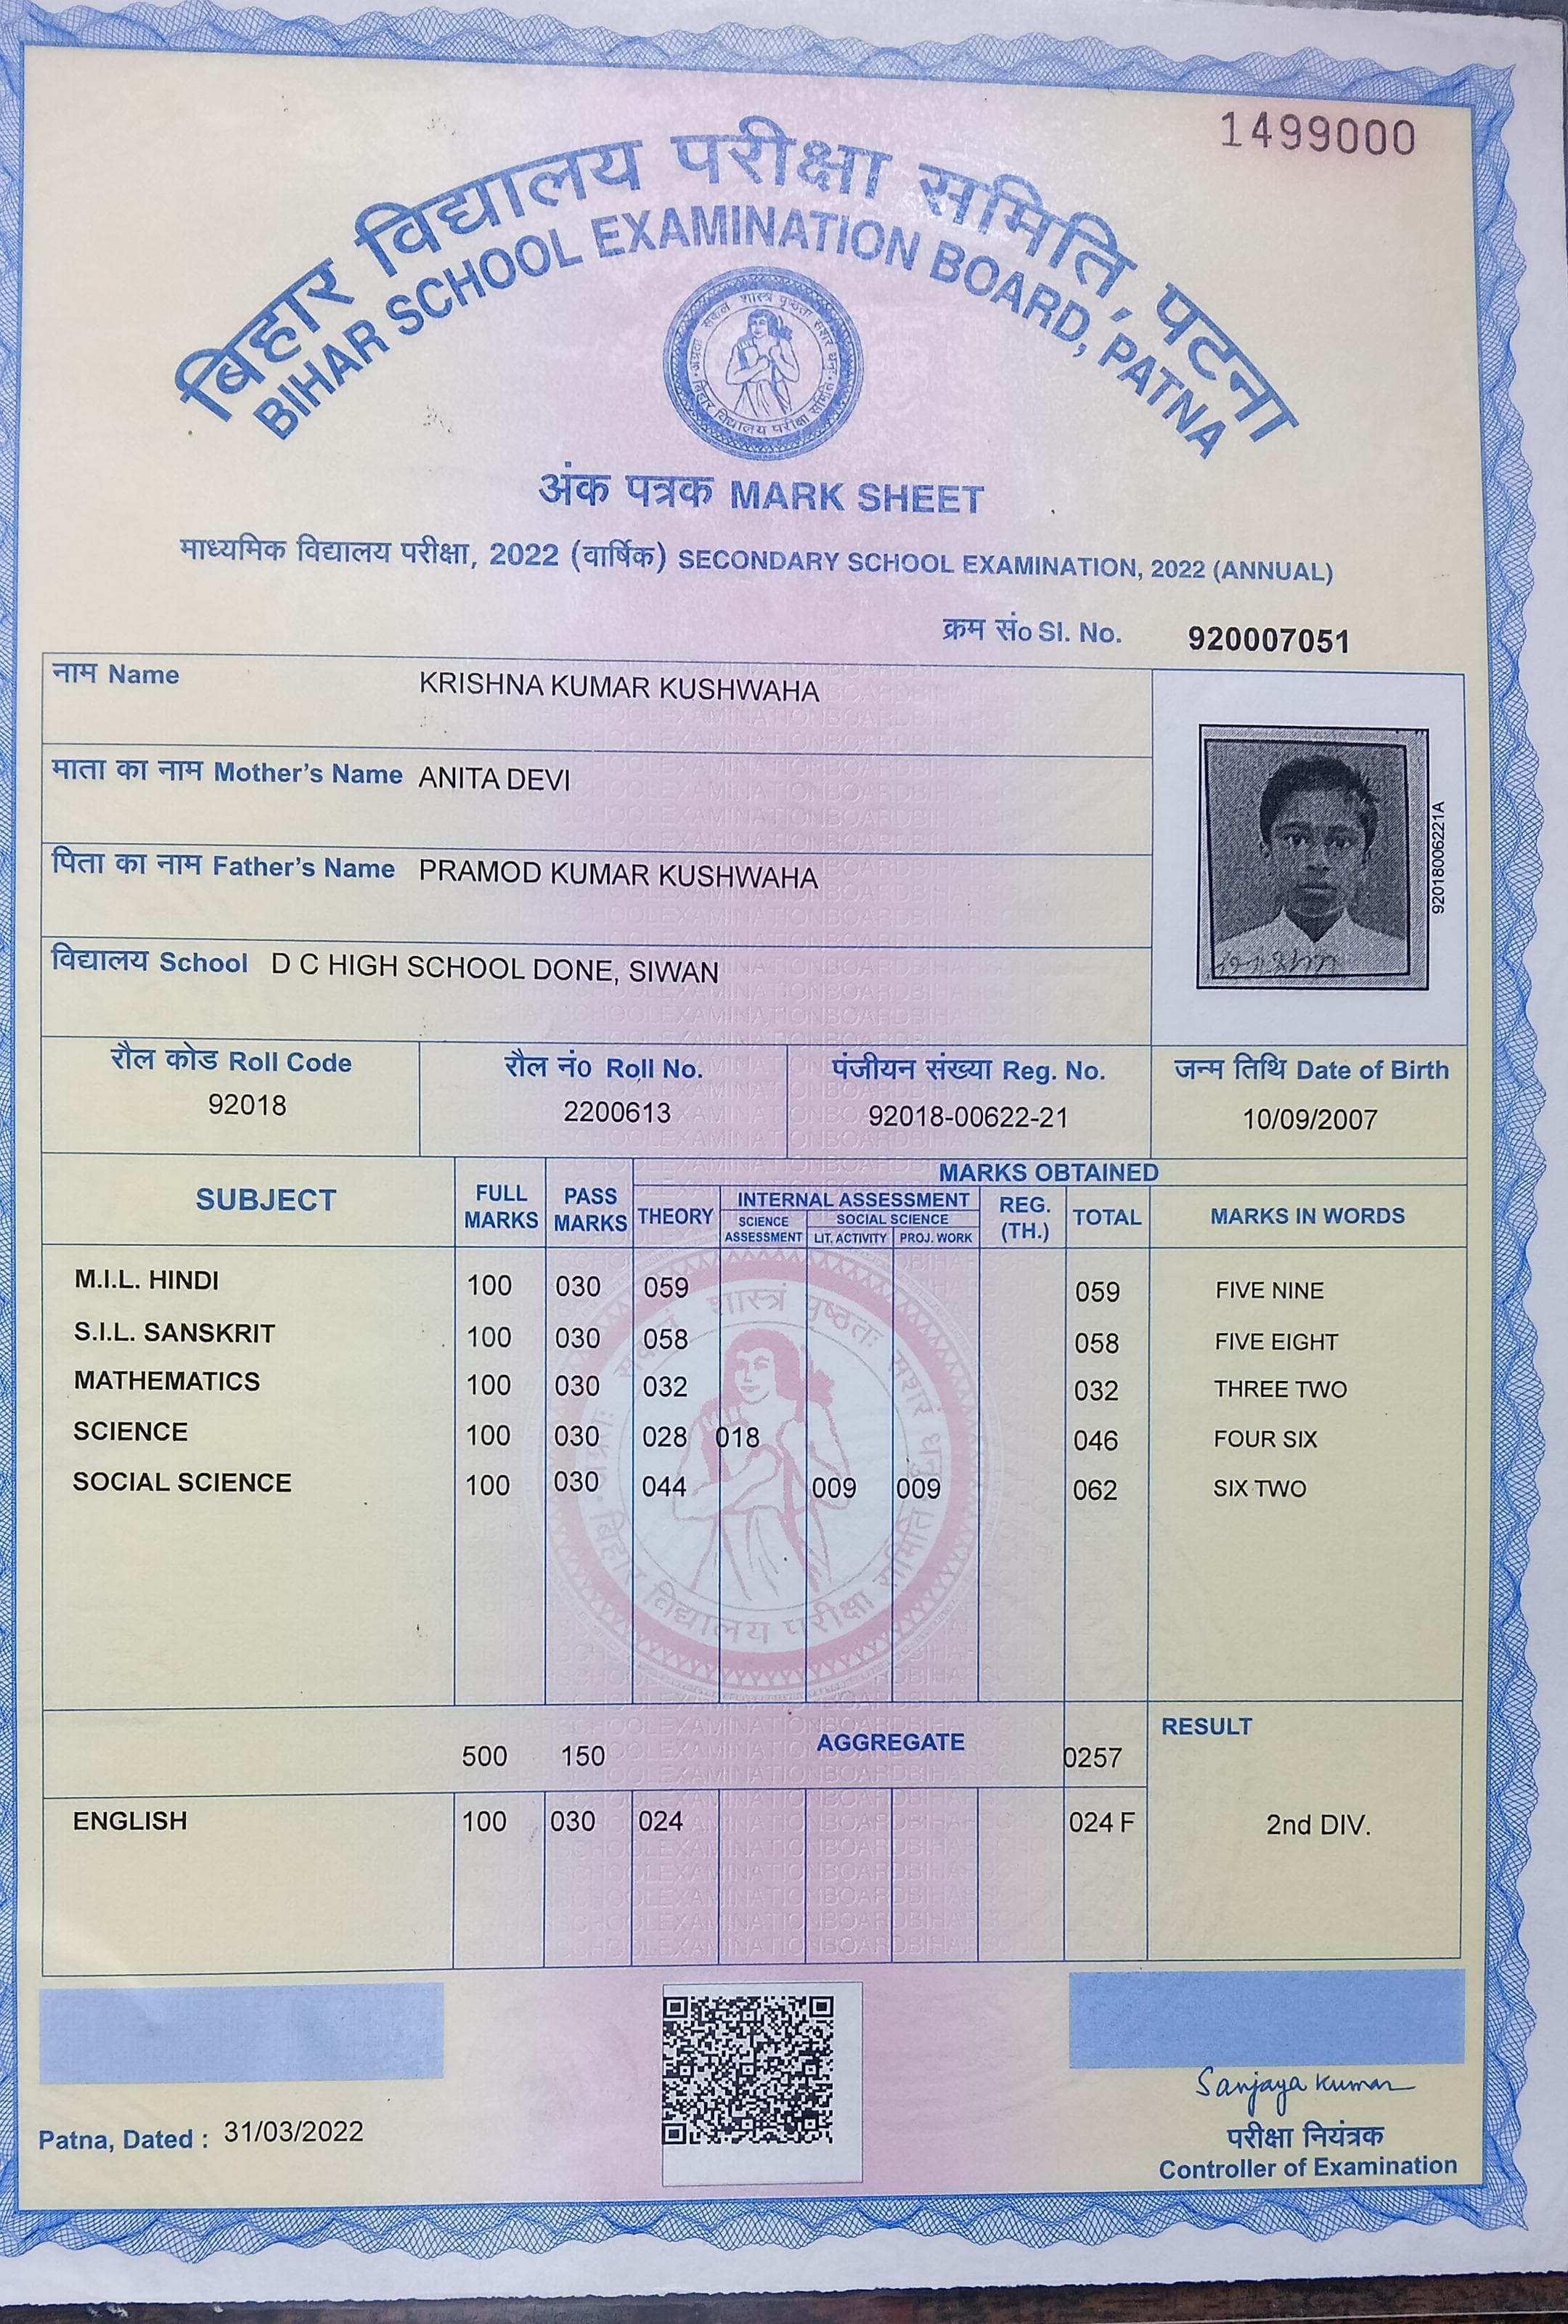 1499000
बिहार विद्यालय परीक्षा समिति, पटना
BIHAR SCHOOL EXAMINATION BOARD, PATNA
बिहार विद्यालय परीक्षा समिति
अंक पत्रक MARK SHEET
माध्यमिक विद्यालय परीक्षा, 2022 (वार्षिक) SECONDARY SCHOOL EXAMINATION, 2022 (ANNUAL)
क्रम सं० Sl. No. 920007051
नाम Name KRISHNA KUMAR KUSHWAHA
माता का नाम Mother's Name ANITA DEVI
पिता का नाम Father's Name PRAMOD KUMAR KUSHWAHA
विद्यालय School D C HIGH SCHOOL DONE, SIWAN
92018006221A
रौल कोड Roll Code रौल नं० Roll No. पंजीयन संख्या Reg. No. जन्म तिथि Date of Birth
92018 2200613 92018-00622-21 10/09/2007
SUBJECT FULL MARKS PASS MARKS MARKS OBTAINED
THEORY INTERNAL ASSESSMENT REG. (TH.) TOTAL MARKS IN WORDS
SCIENCE ASSESSMENT SOCIAL SCIENCE
LIT. ACTIVITY PROJ. WORK
M.I.L. HINDI 100 030 059 059 FIVE NINE
S.I.L. SANSKRIT 100 030 058 058 FIVE EIGHT
MATHEMATICS 100 030 032 032 THREE TWO
SCIENCE 100 030 028 018 046 FOUR SIX
SOCIAL SCIENCE 100 030 044 009 009 062 SIX TWO
बिहार विद्यालय परीक्षा समिति
500 150 AGGREGATE 0257 RESULT
ENGLISH 100 030 024 024 F 2nd DIV.
Sanjaya Kumar
Patna, Dated : 31/03/2022
परीक्षा नियंत्रक
Controller of Examination